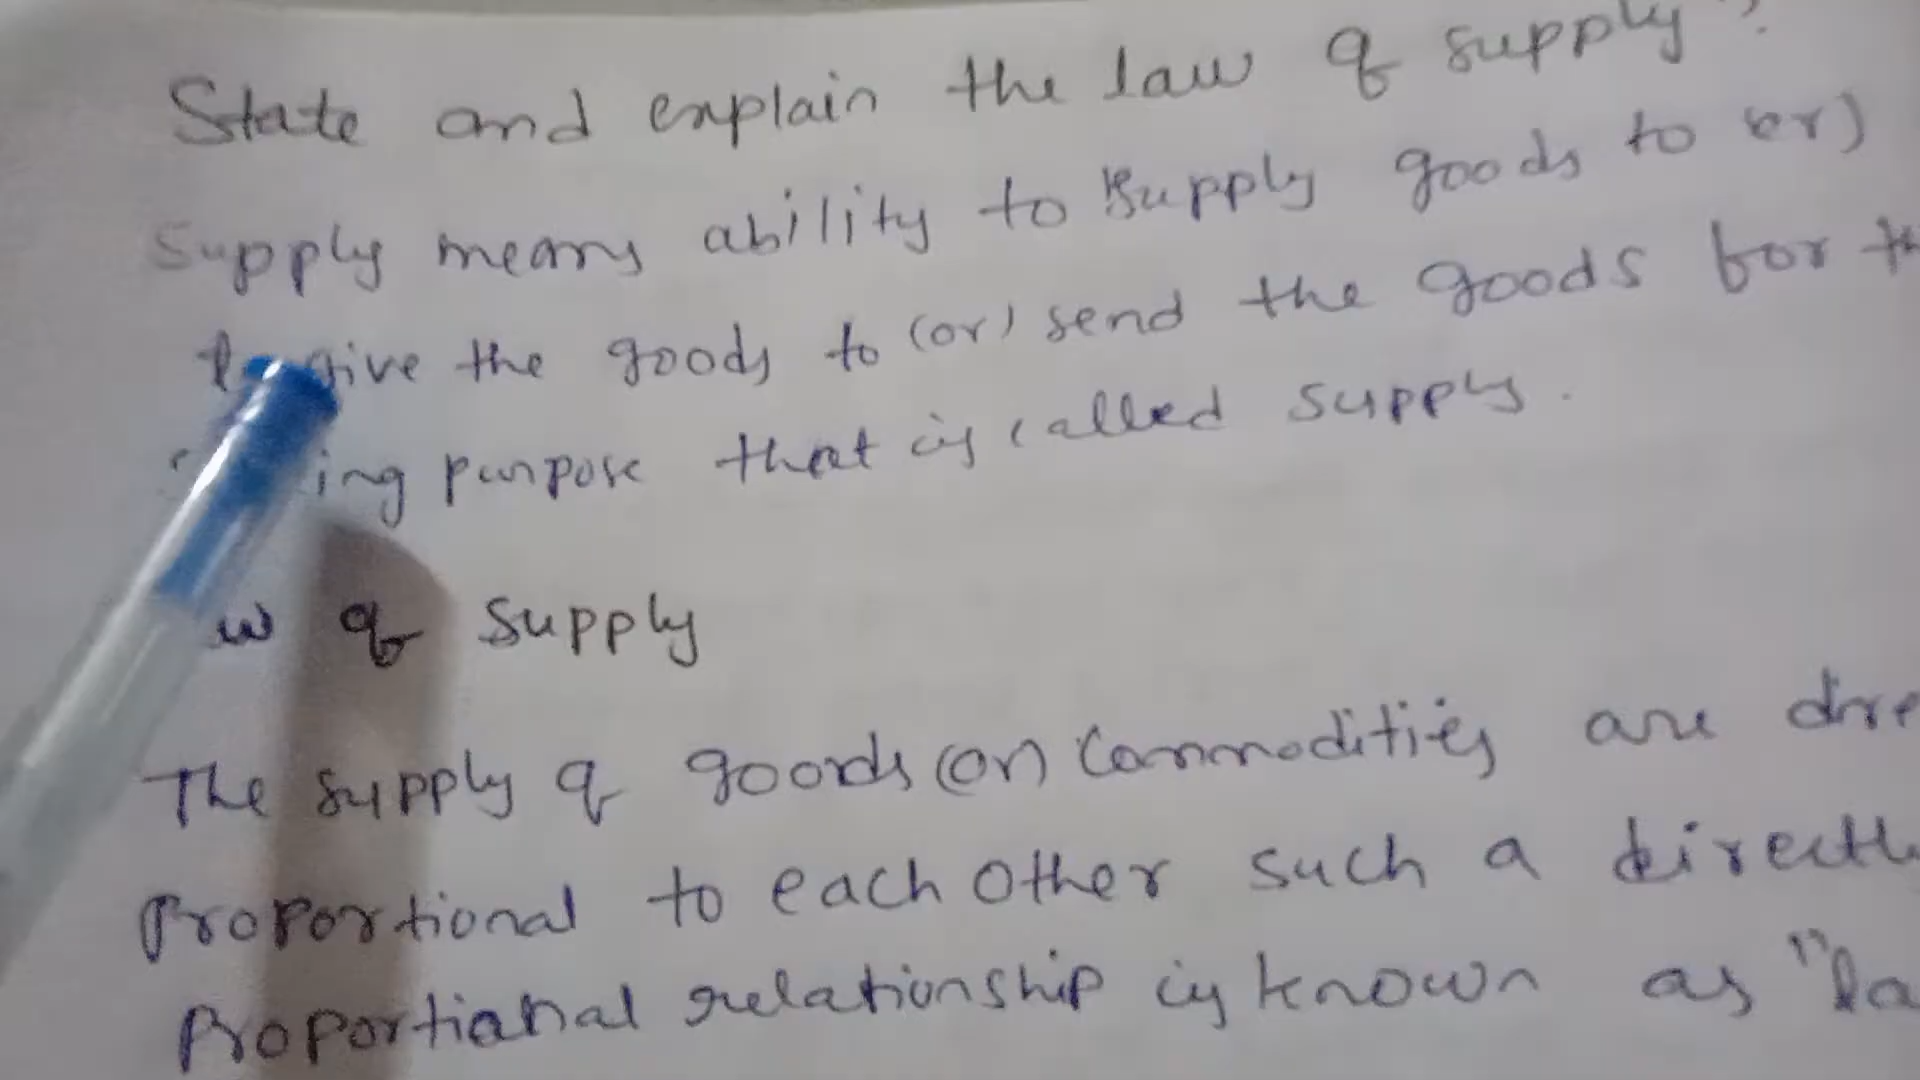 State and explain the law of supply?
Supply means ability to supply goods to or)
give the goods to (or) send the goods for
purpose that is called supply.
of supply
The supply of goods (or) Commodities are
proportional to each other such a directly
proportional relationship is known as "la